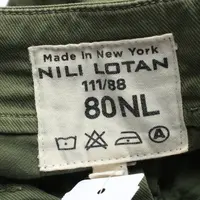 Made in New York
NILI LOTAN
111/88
80NL
A